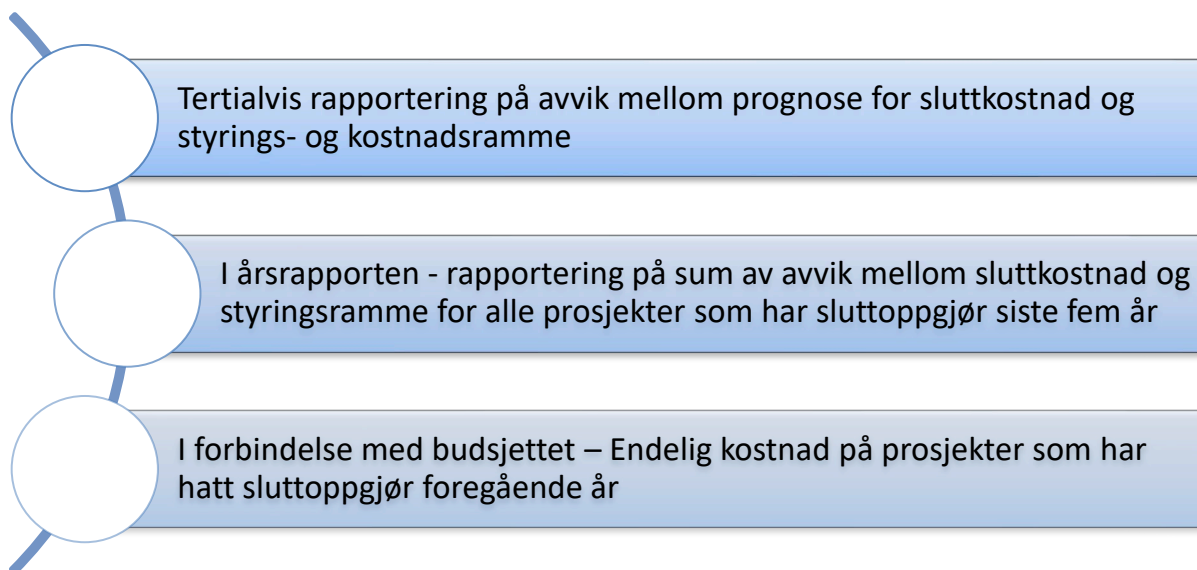 Tertialvis rapportering på avvik mellom prognose for sluttkostnad og
styrings- og kostnadsramme
I årsrapporten - rapportering på sum av avvik mellom sluttkostnad og
styringsramme for alle prosjekter som har sluttoppgjør siste fem år
I forbindelse med budsjettet – Endelig kostnad på prosjekter som har
hatt sluttoppgjør foregående år